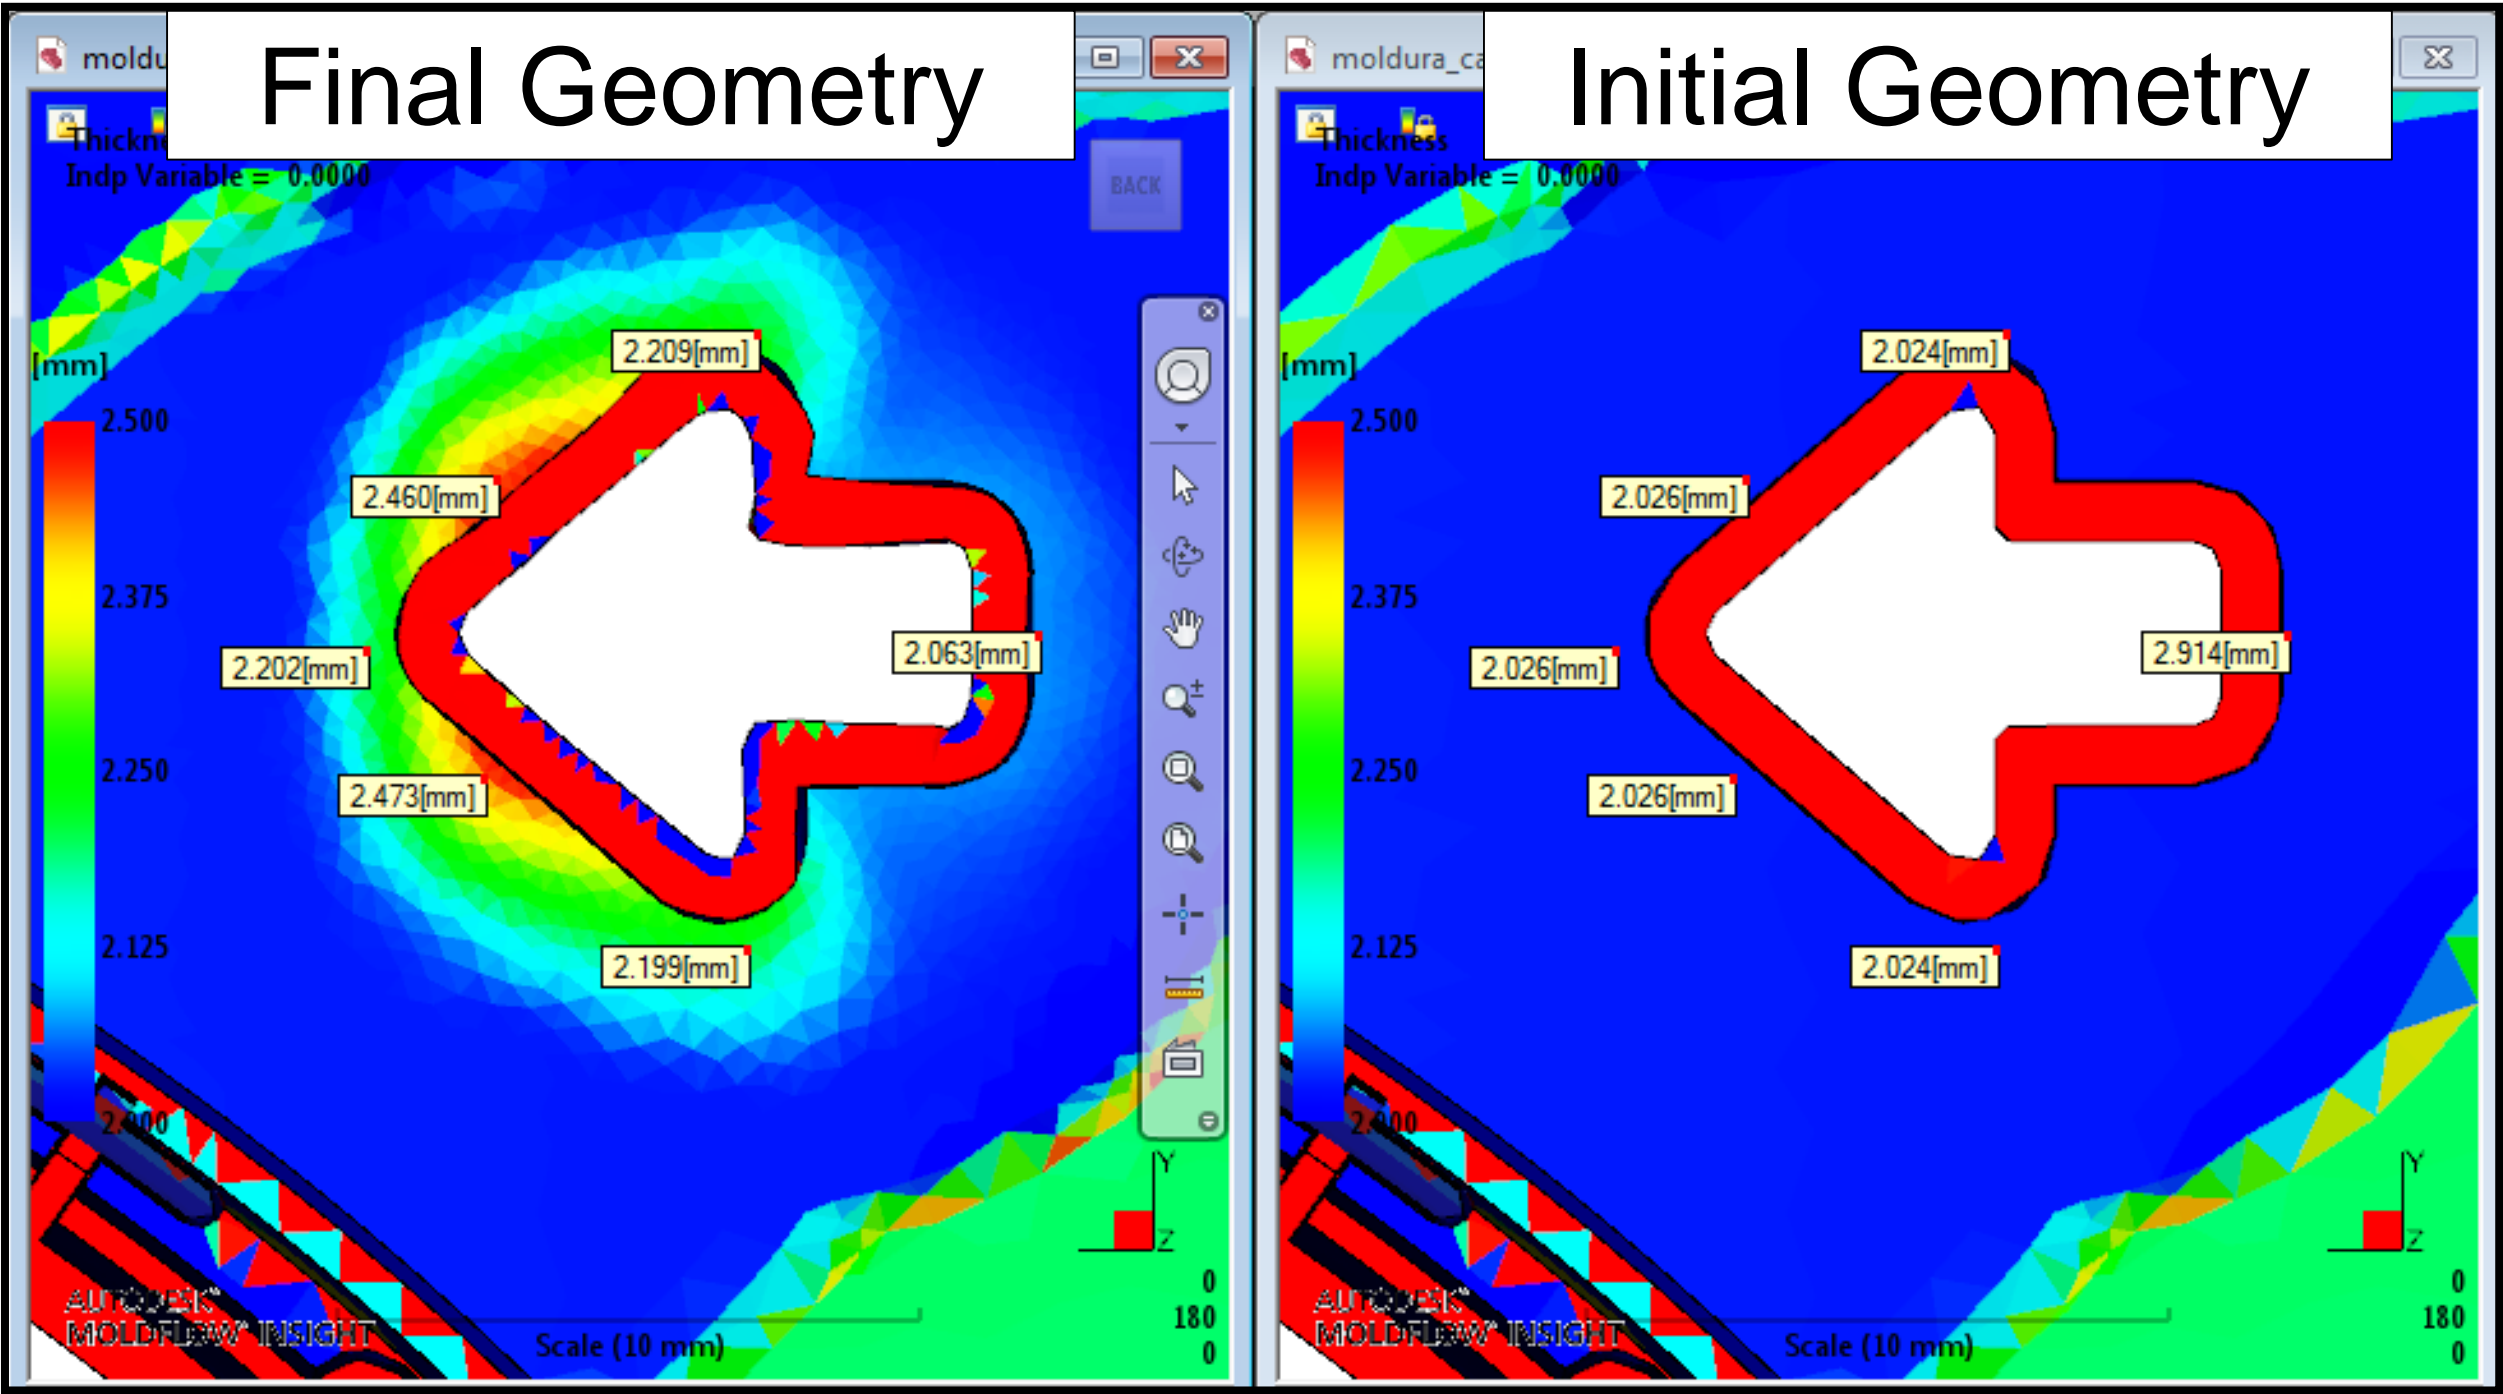 Final Geometry
moldu
Thickne
Indp Variable = 0.0000
BACK
[mm]
2.500
2.375
2.250
2.125
2.000
2.209[mm]
2.460[mm]
2.202[mm]
2.063[mm]
2.473[mm]
2.199[mm]
Y
Z
0
180
0
AUTODESK®
MOLDFLOW® INSIGHT
Scale (10 mm)
Initial Geometry
moldura_ca
Thickness
Indp Variable = 0.0000
[mm]
2.500
2.375
2.250
2.125
2.000
2.024[mm]
2.026[mm]
2.026[mm]
2.914[mm]
2.026[mm]
2.024[mm]
Y
Z
0
180
0
AUTODESK®
MOLDFLOW® INSIGHT
Scale (10 mm)